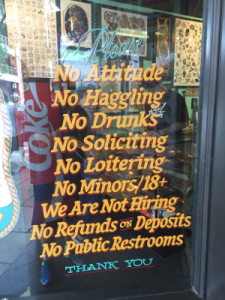 Please
No Attitude
No Haggling
No Drunks
No Soliciting
No Loitering
No Minors/18+
We Are Not Hiring
No Refunds on Deposits
No Public Restrooms
THANK YOU
Coke